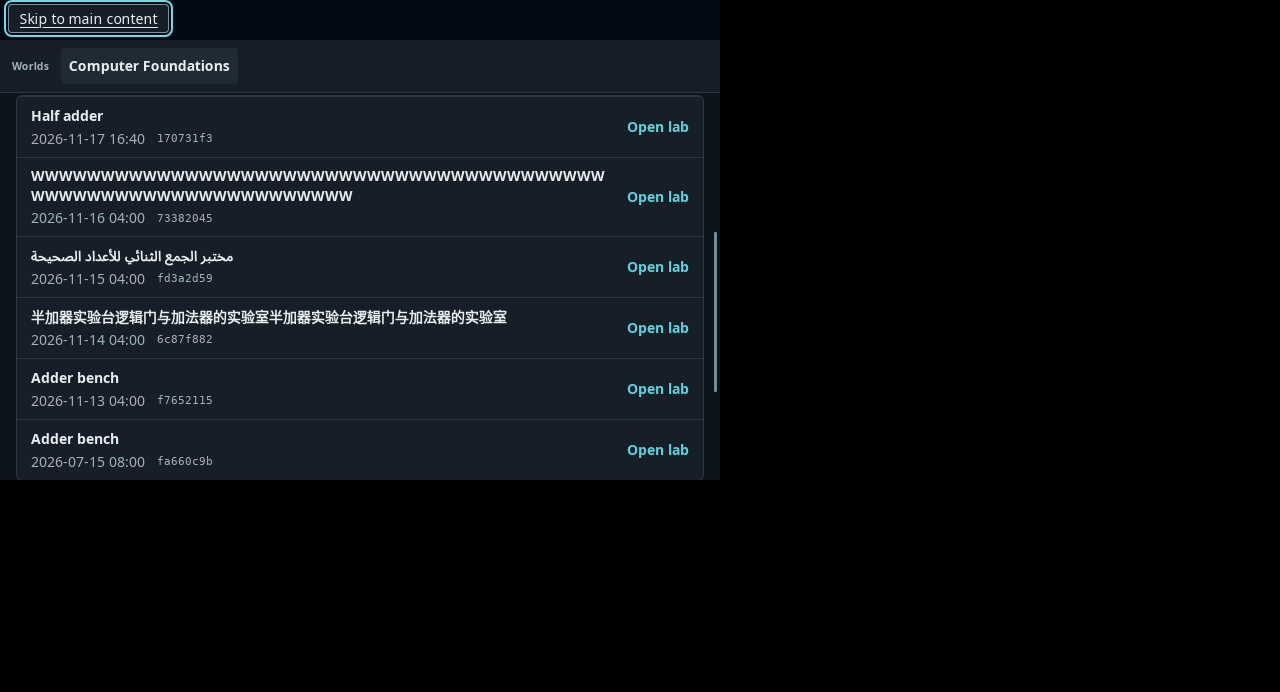 Skip to main content
Worlds Computer Foundations
Half adder
2026-11-17 16:40 170731f3
Open lab
WWWWWWWWWWWWWWWWWWWWWWWWWWWWWWWWWWWWWWWWW
WWWWWWWWWWWWWWWWWWWWWWW
2026-11-16 04:00 73382045
Open lab
مختبر الجمع الثنائي للأعداد الصحيحة
2026-11-15 04:00 fd3a2d59
Open lab
半加器实验台逻辑门与加法器的实验室半加器实验台逻辑门与加法器的实验室
2026-11-14 04:00 6c87f882
Open lab
Adder bench
2026-11-13 04:00 f7652115
Open lab
Adder bench
2026-07-15 08:00 fa660c9b
Open lab